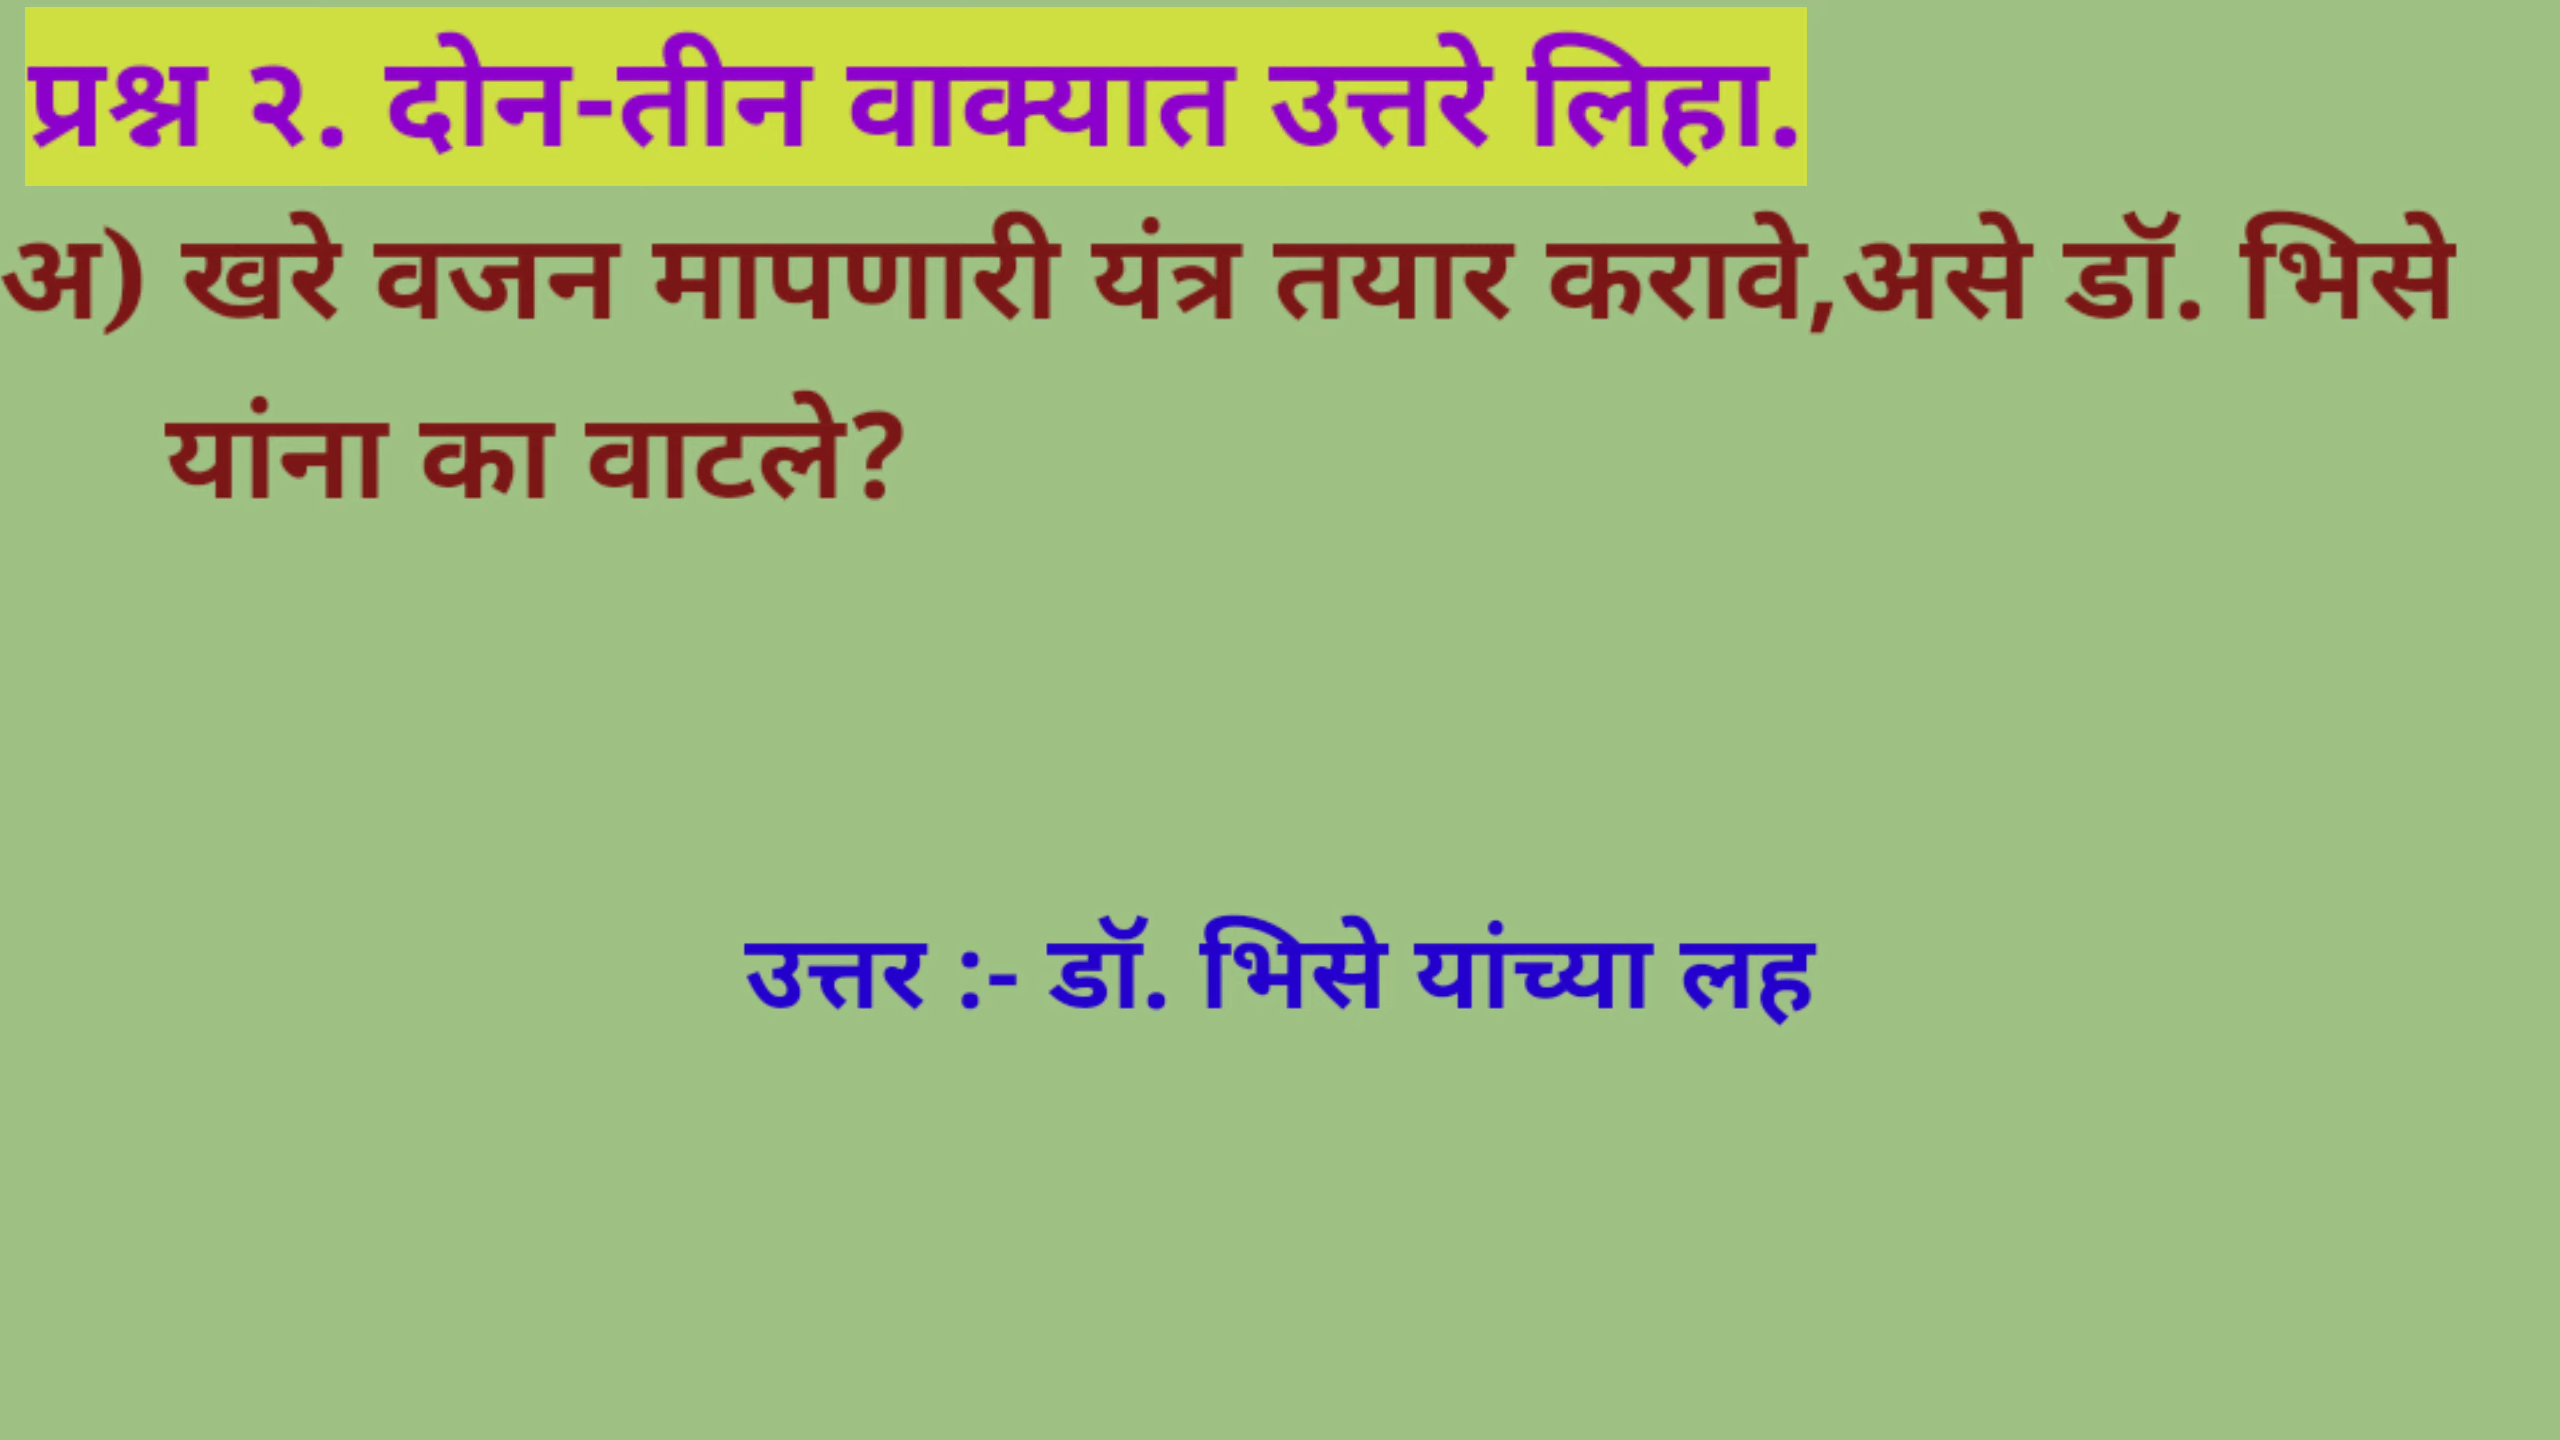 प्रश्न २. दोन-तीन वाक्यात उत्तरे लिहा.
अ) खरे वजन मापणारी यंत्र तयार करावे,असे डॉ. भिसे
यांना का वाटले?
उत्तर :- डॉ. भिसे यांच्या लह